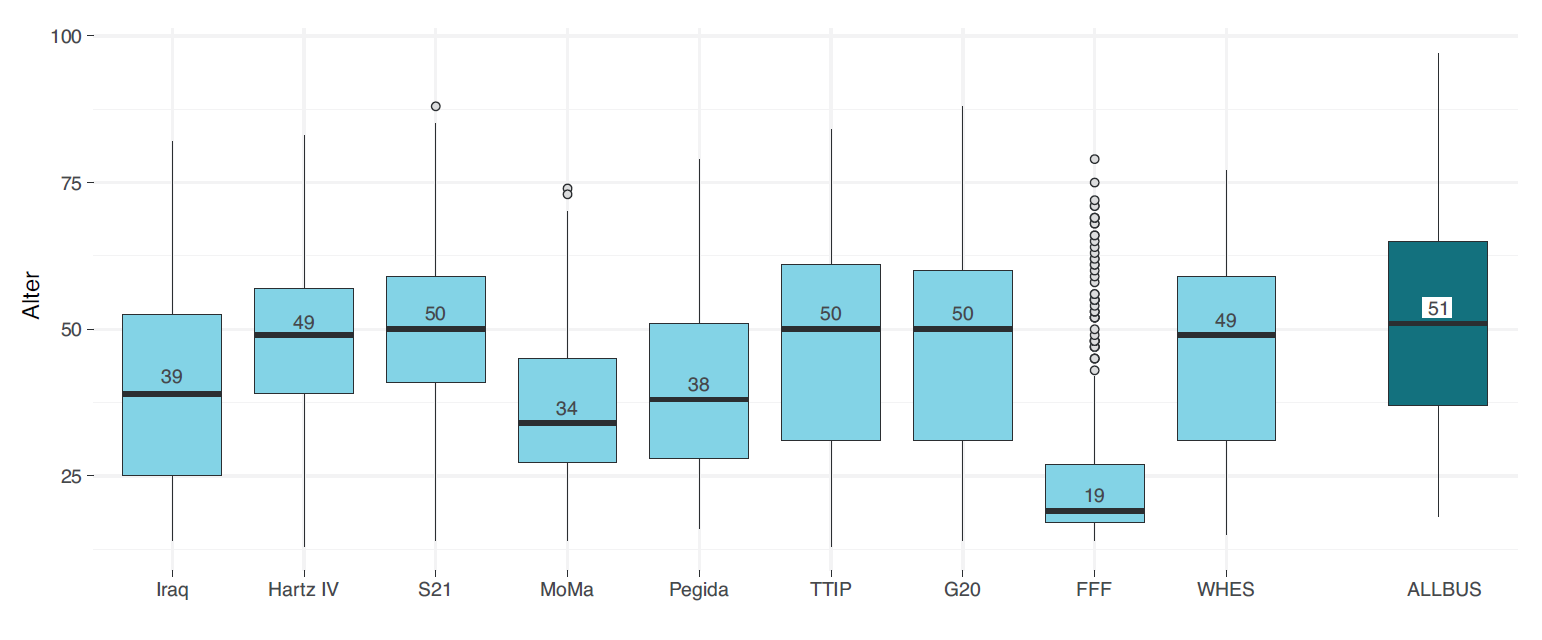 100
75
50
25
Alter
39
49
50
34
38
50
50
19
49
51
Iraq
Hartz IV
S21
MoMa
Pegida
TTIP
G20
FFF
WHES
ALLBUS